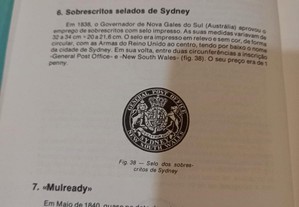 6. Sobrescritos selados de Sydney
Em 1838, o Governador de Nova Gales do Sul (Austrália) aprovou o
emprego de sobrescritos com selo impresso. As suas medidas variavam de
32 a 34 cm ÷ 20 a 21,6 cm. O selo era impresso em relevo e sem cor, de forma
circular, com as Armas do Reino Unido ao centro, tendo por baixo o nome
da cidade de Sydney. Em sua volta, entre duas circunferências a inscrição
«General Post Office» e «New South Wales» (fig. 38). O seu preço era de 1
penny.
GENERAL POST OFFICE
SYDNEY
NEW SOUTH WALES
Fig. 38 — Selo dos sobres-
critos de Sydney
7. «Mulready»
Em Maio de 1840, quase na